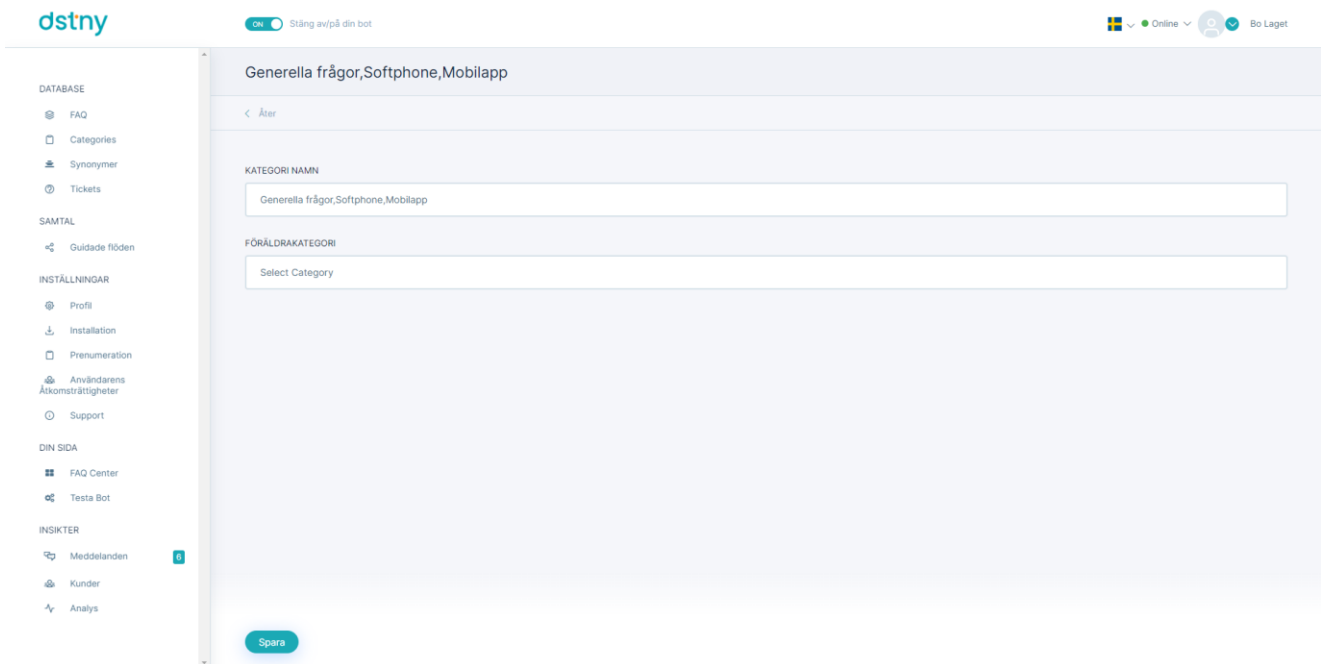 dstny
ON Stäng av/på din bot
Online
Bo Laget
DATABASE
FAQ
Categories
Synonymer
Tickets
SAMTAL
Guidade flöden
INSTÄLLNINGAR
Profil
Installation
Prenumeration
Användarens
Åtkomsträttigheter
Support
DIN SIDA
FAQ Center
Testa Bot
INSIKTER
Meddelanden 6
Kunder
Analys
Generella frågor,Softphone,Mobilapp
Åter
KATEGORI NAMN
Generella frågor,Softphone,Mobilapp
FÖRÄLDRAKATEGORI
Select Category
Spara